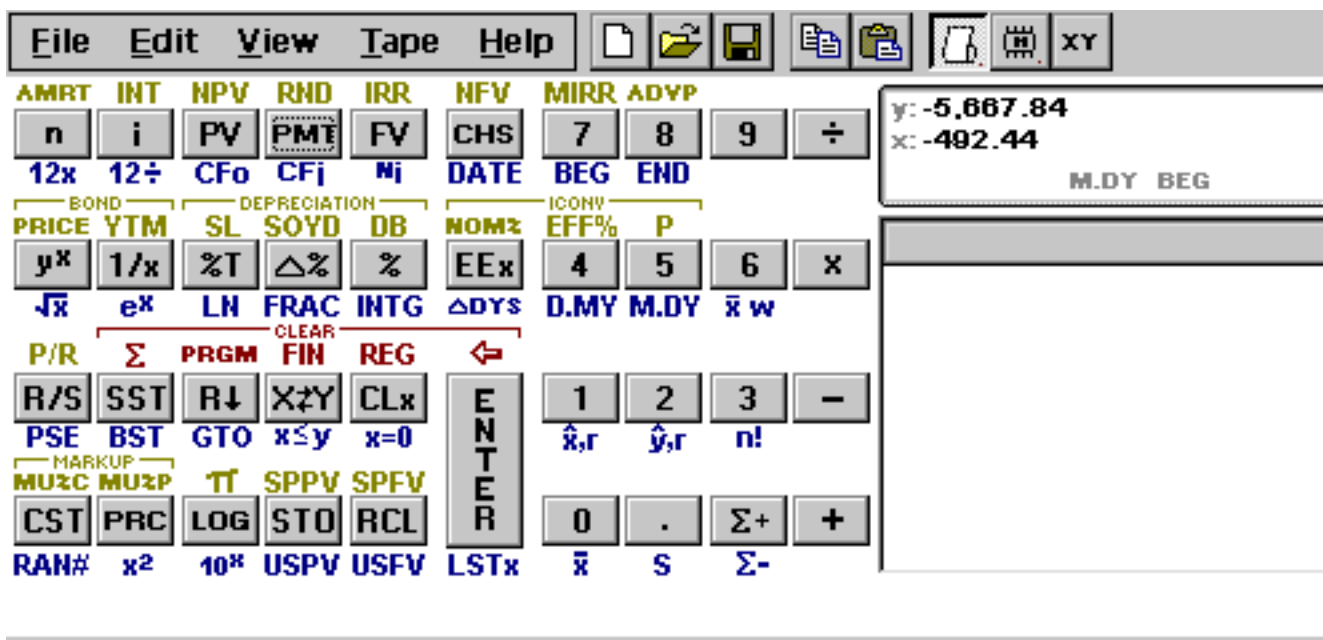 File Edit View Tape Help XY
AMRT INT NPV RND IRR NFV MIRR ADVP
n i PV PMT FV CHS 7 8 9 ÷
12x 12÷ CFo CFj Nj DATE BEG END
y: -5,667.84
x: -492.44
M.DY BEG
BOND DEPRECIATION ICONV
PRICE YTM SL SOYD DB NOM% EFF% P
yˣ 1/x %T △% % EEx 4 5 6 x
√x eˣ LN FRAC INTG △DYS D.MY M.DY x̄ w
CLEAR
P/R Σ PRGM FIN REG ⇦
R/S SST R↓ X⇄Y CLx ENTER 1 2 3 −
PSE BST GTO x≤y x=0 x̂,r ŷ,r n!
MARKUP
MU%C MU%P π SPPV SPFV
CST PRC LOG STO RCL 0 . Σ+ +
RAN# x² 10ˣ USPV USFV LSTx x̄ S Σ-